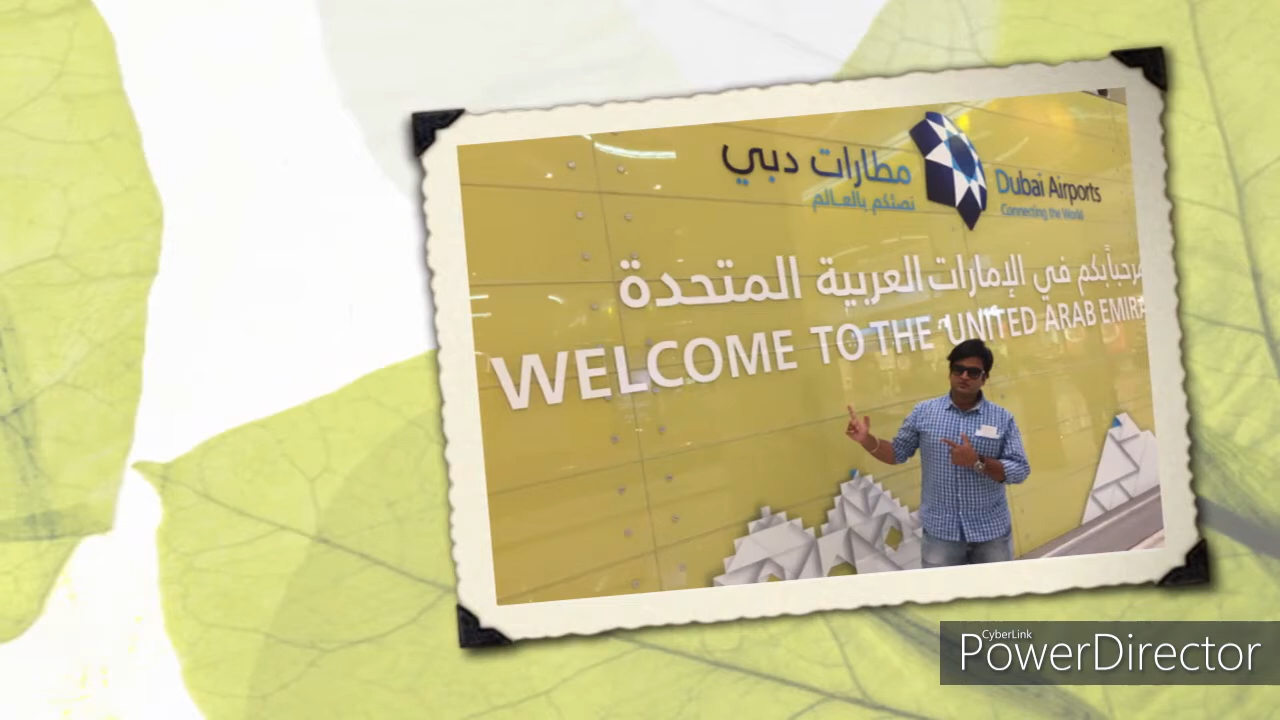 مطارات دبي
نصلكم بالعـالم
Dubai Airports
Connecting the World
مرحباً بكم في الإمارات العربية المتحدة
WELCOME TO THE UNITED ARAB EMIRA
CyberLink
PowerDirector